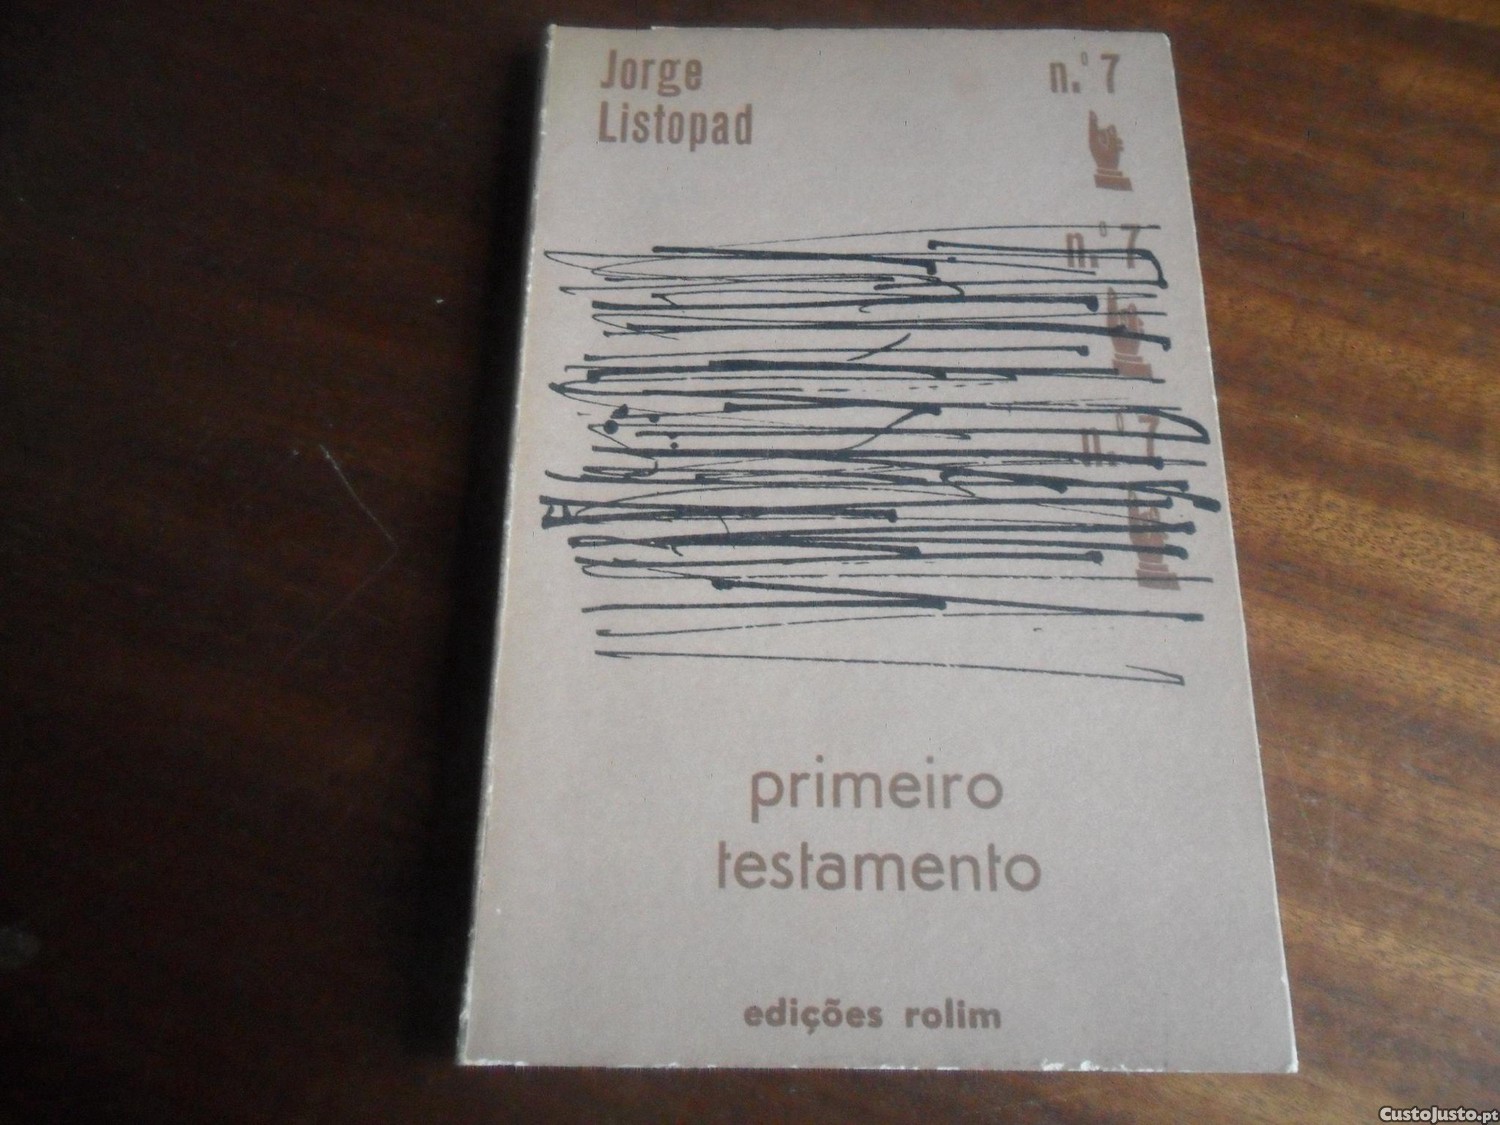 Jorge
Listopad
n.º 7
n.º 7
n.º 7
primeiro
testamento
edições rolim
CustoJusto.pt